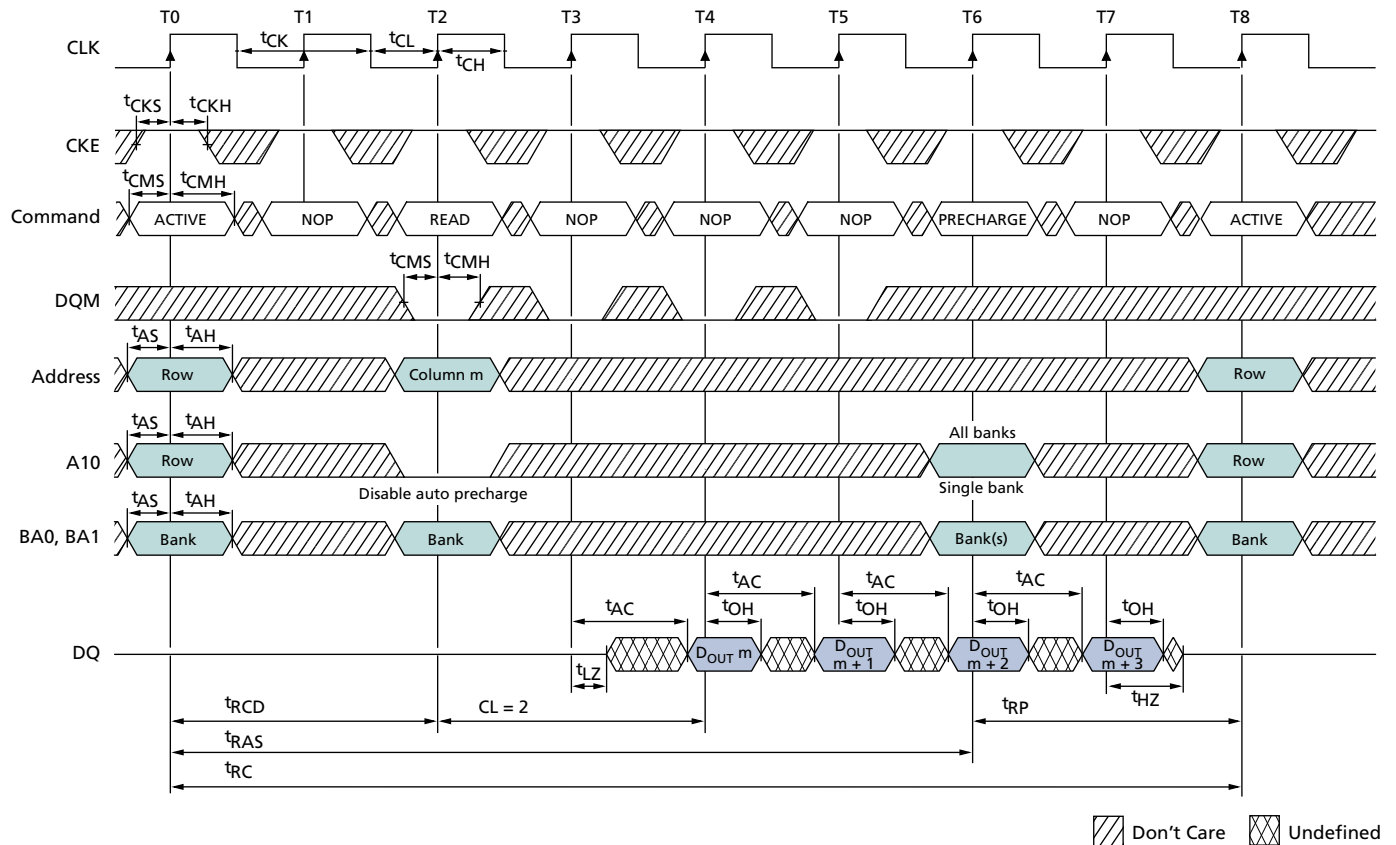 T0 T1 T2 T3 T4 T5 T6 T7 T8
CLK
tCK tCL
tCH
tCKS tCKH
CKE
tCMS tCMH
Command ACTIVE NOP READ NOP NOP NOP PRECHARGE NOP ACTIVE
tCMS tCMH
DQM
tAS tAH
Address Row Column m Row
tAS tAH
All banks
A10 Row Row
Disable auto precharge Single bank
tAS tAH
BA0, BA1 Bank Bank Bank(s) Bank
tAC tAC tAC
tAC tOH tOH tOH tOH
DQ DOUT m DOUT m + 1 DOUT m + 2 DOUT m + 3
tLZ tHZ
tRCD CL = 2 tRP
tRAS
tRC
Don't Care Undefined